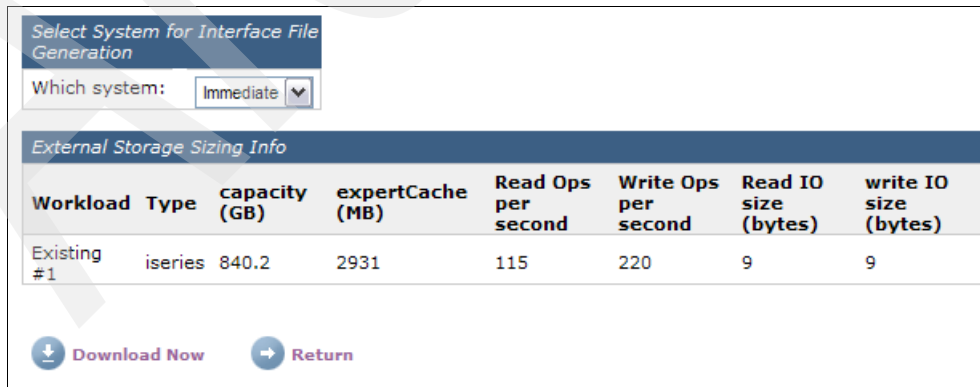 Select System for Interface File
Generation
Which system: Immediate
External Storage Sizing Info
Workload Type capacity (GB) expertCache (MB) Read Ops per second Write Ops per second Read IO size (bytes) write IO size (bytes)
Existing #1 iseries 840.2 2931 115 220 9 9
Download Now Return